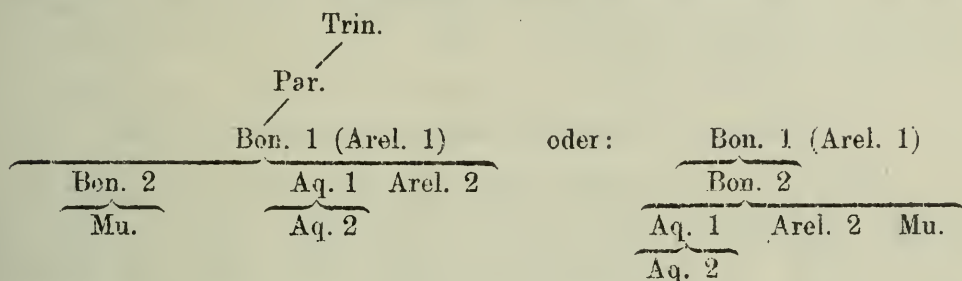 Trin.
Par.
Bon. 1 (Arel. 1) oder: Bon. 1 (Arel. 1)
Bon. 2 Aq. 1 Arel. 2 Bon. 2
Mu. Aq. 2 Aq. 1 Arel. 2 Mu.
Aq. 2